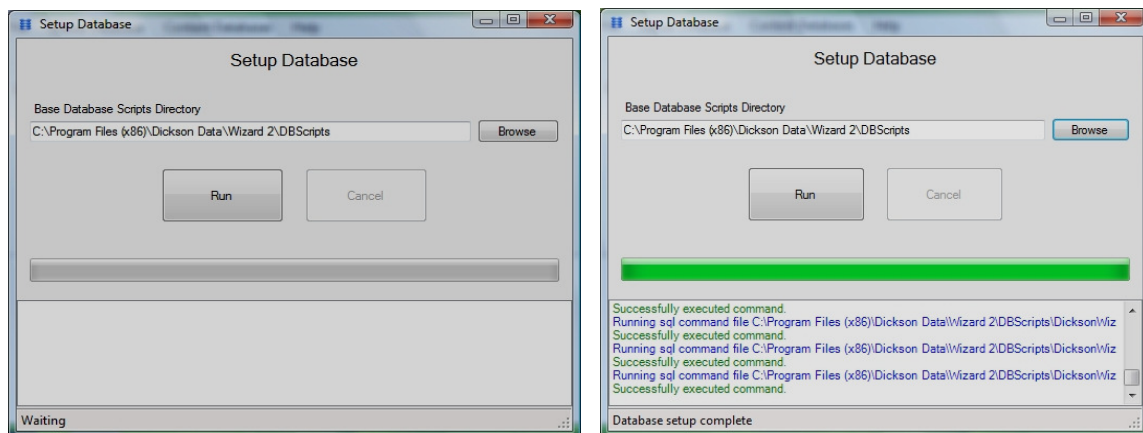 Setup Database
Help
Setup Database
Base Database Scripts Directory
C:\Program Files (x86)\Dickson Data\Wizard 2\DBScripts
Browse
Run
Cancel
Waiting
Setup Database
Setup Database
Base Database Scripts Directory
C:\Program Files (x86)\Dickson Data\Wizard 2\DBScripts
Browse
Run
Cancel
Successfully executed command.
Running sql command file C:\Program Files (x86)\Dickson Data\Wizard 2\DBScripts\DicksonWiz
Successfully executed command.
Running sql command file C:\Program Files (x86)\Dickson Data\Wizard 2\DBScripts\DicksonWiz
Successfully executed command.
Running sql command file C:\Program Files (x86)\Dickson Data\Wizard 2\DBScripts\DicksonWiz
Successfully executed command.
Database setup complete